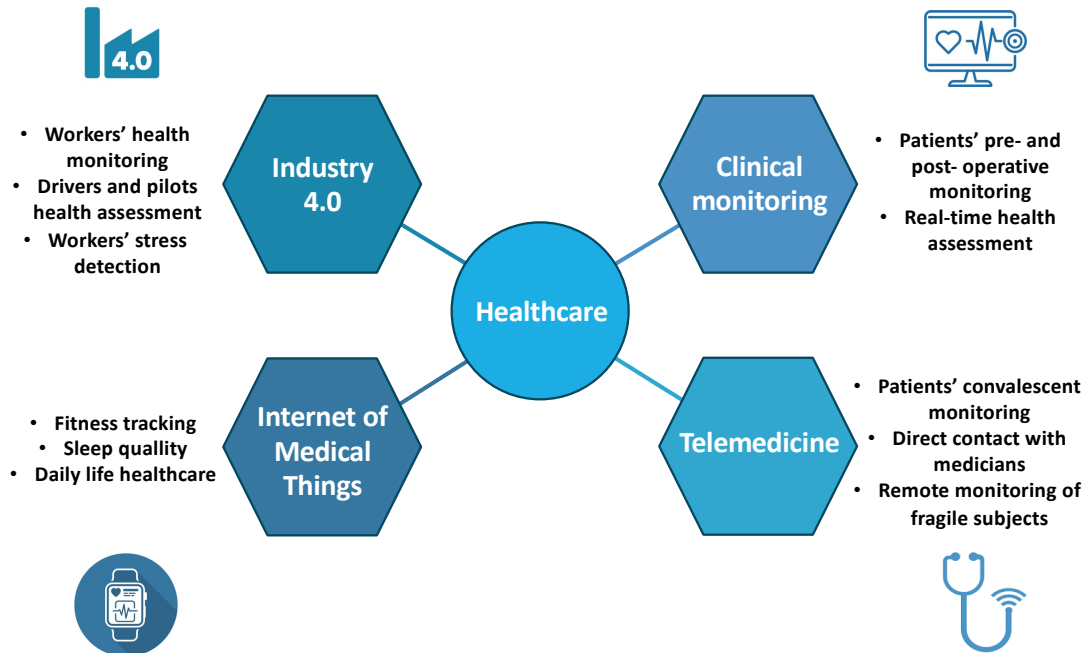 4.0
• Workers' health
monitoring
• Drivers and pilots
health assessment
• Workers' stress
detection
Industry
4.0
Clinical
monitoring
• Patients' pre- and
post- operative
monitoring
• Real-time health
assessment
Healthcare
• Fitness tracking
• Sleep quallity
• Daily life healthcare
Internet of
Medical
Things
Telemedicine
• Patients' convalescent
monitoring
• Direct contact with
medicians
• Remote monitoring of
fragile subjects